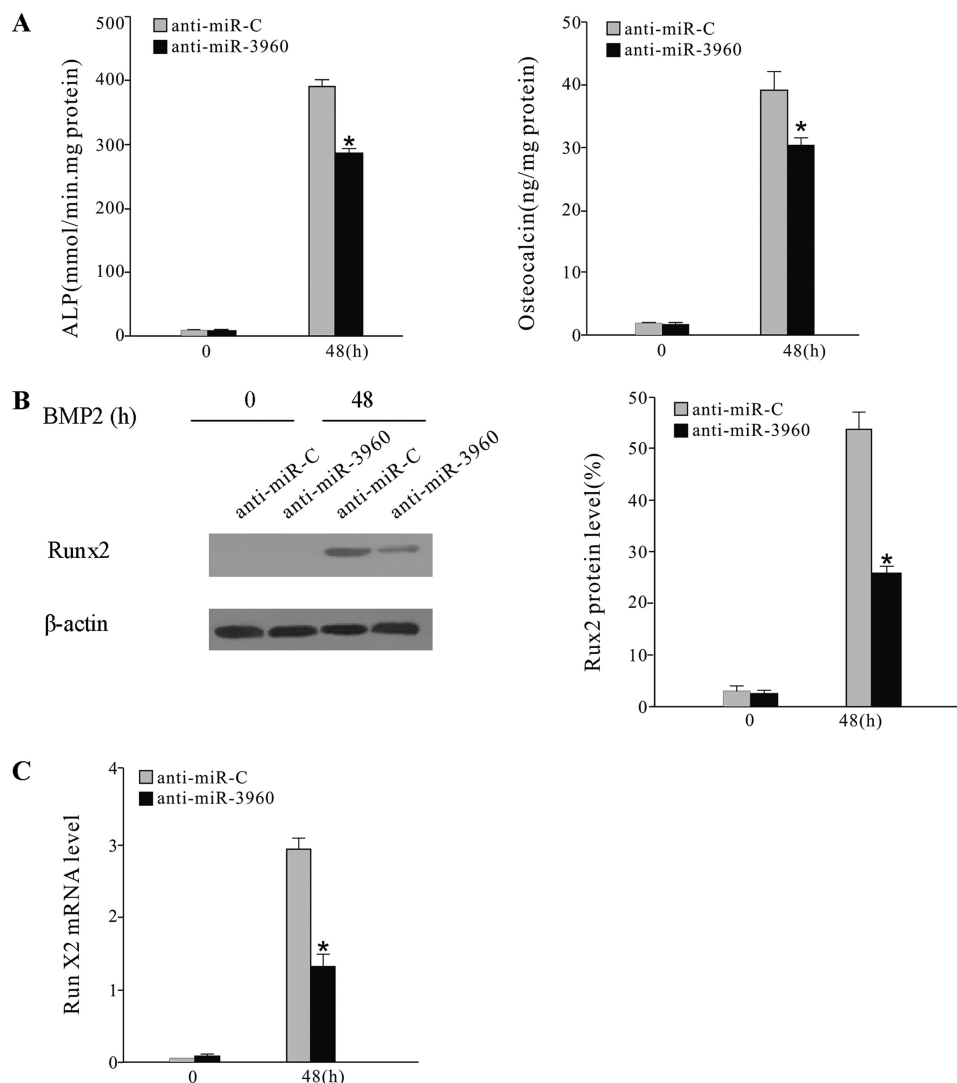 A
anti-miR-C
anti-miR-3960
ALP(mmol/min.mg protein)
500
400
300
200
100
0
0
48(h)
*
anti-miR-C
anti-miR-3960
Osteocalcin(ng/mg protein)
50
40
30
20
10
0
0
48(h)
*
B
BMP2 (h)
0
48
anti-miR-C
anti-miR-3960
anti-miR-C
anti-miR-3960
Runx2
β-actin
anti-miR-C
anti-miR-3960
Rux2 protein level(%)
50
50
40
30
20
10
0
0
48(h)
*
C
anti-miR-C
anti-miR-3960
Run X2 mRNA level
4
3
2
1
0
0
48(h)
*